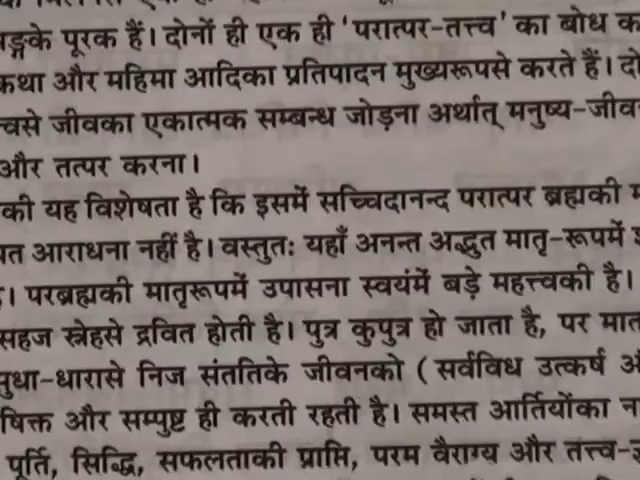 पूरक हैं। दोनों ही एक ही 'परात्पर-तत्त्व' का बोध
कथा और महिमा आदिका प्रतिपादन मुख्यरूपसे करते हैं।
जीवका एकात्मक सम्बन्ध जोड़ना अर्थात् मनुष्य-जीव
और तत्पर करना।
की यह विशेषता है कि इसमें सच्चिदानन्द परात्पर ब्रह्मकी
आराधना नहीं है। वस्तुतः यहाँ अनन्त अद्भुत मातृ-रूपमें
। परब्रह्मकी मातृरूपमें उपासना स्वयंमें बड़े महत्त्वकी है।
सहज स्नेहसे द्रवित होती है। पुत्र कुपुत्र हो जाता है, पर मात
सुधा-धारासे निज संततिके जीवनको ( सर्वविध उत्कर्ष
षिक्त और सम्पुष्ट ही करती रहती है। समस्त आर्तियोंका
पूर्ति, सिद्धि, सफलताकी प्राप्ति, परम वैराग्य और तत्त्व-